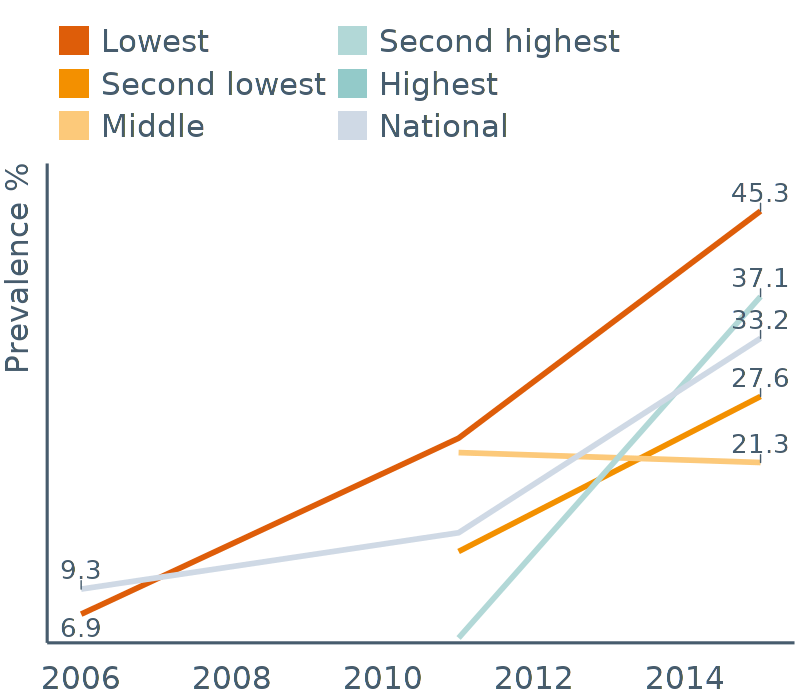 Lowest
Second lowest
Middle
Second highest
Highest
National
Prevalence %
45.3
37.1
33.2
27.6
21.3
9.3
6.9
2006 2008 2010 2012 2014